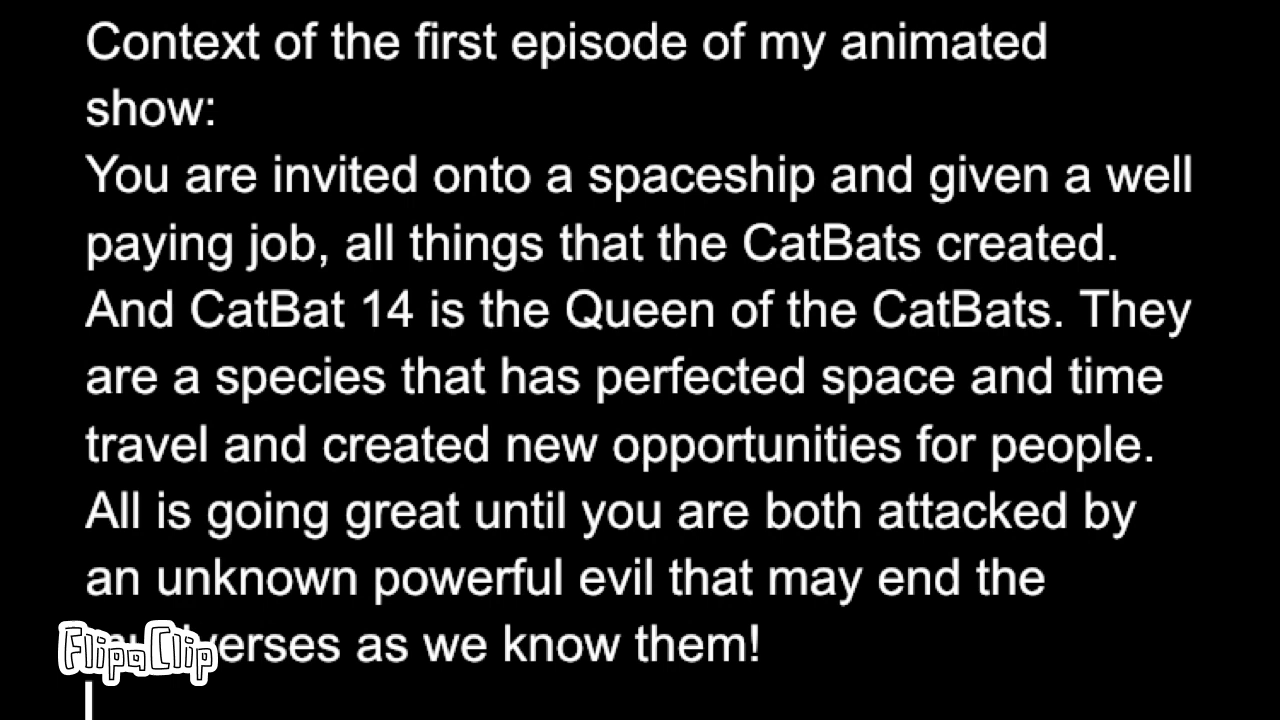 Context of the first episode of my animated
show:
You are invited onto a spaceship and given a well
paying job, all things that the CatBats created.
And CatBat 14 is the Queen of the CatBats. They
are a species that has perfected space and time
travel and created new opportunities for people.
All is going great until you are both attacked by
an unknown powerful evil that may end the
as we know them!
FlipaClip